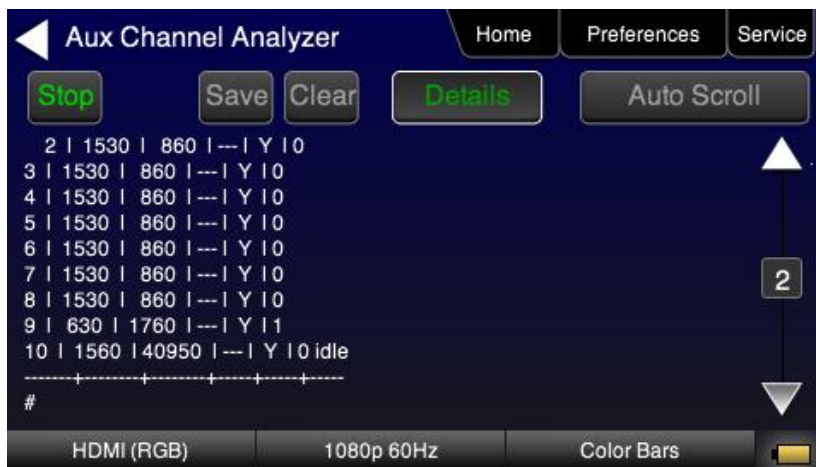 Aux Channel Analyzer
Home
Preferences
Service
Stop
Save
Clear
Details
Auto Scroll
2 | 1530 | 860 |---| Y |0
3 | 1530 | 860 |---| Y |0
4 | 1530 | 860 |---| Y |0
5 | 1530 | 860 |---| Y |0
6 | 1530 | 860 |---| Y |0
7 | 1530 | 860 |---| Y |0
8 | 1530 | 860 |---| Y |0
9 | 630 | 1760 |---| Y |1
10 | 1560 |40950 |---| Y |0 idle
-------+--------+--------+-----+-----+-----
#
2
HDMI (RGB)
1080p 60Hz
Color Bars